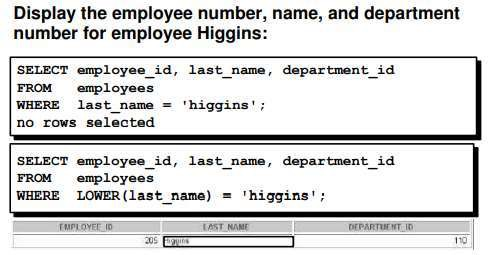 Display the employee number, name, and department
number for employee Higgins:
SELECT employee_id, last_name, department_id
FROM employees
WHERE last_name = 'higgins';
no rows selected
SELECT employee_id, last_name, department_id
FROM employees
WHERE LOWER(last_name) = 'higgins';
EMPLOYEE_ID LAST_NAME DEPARTMENT_ID
205 Higgins 110